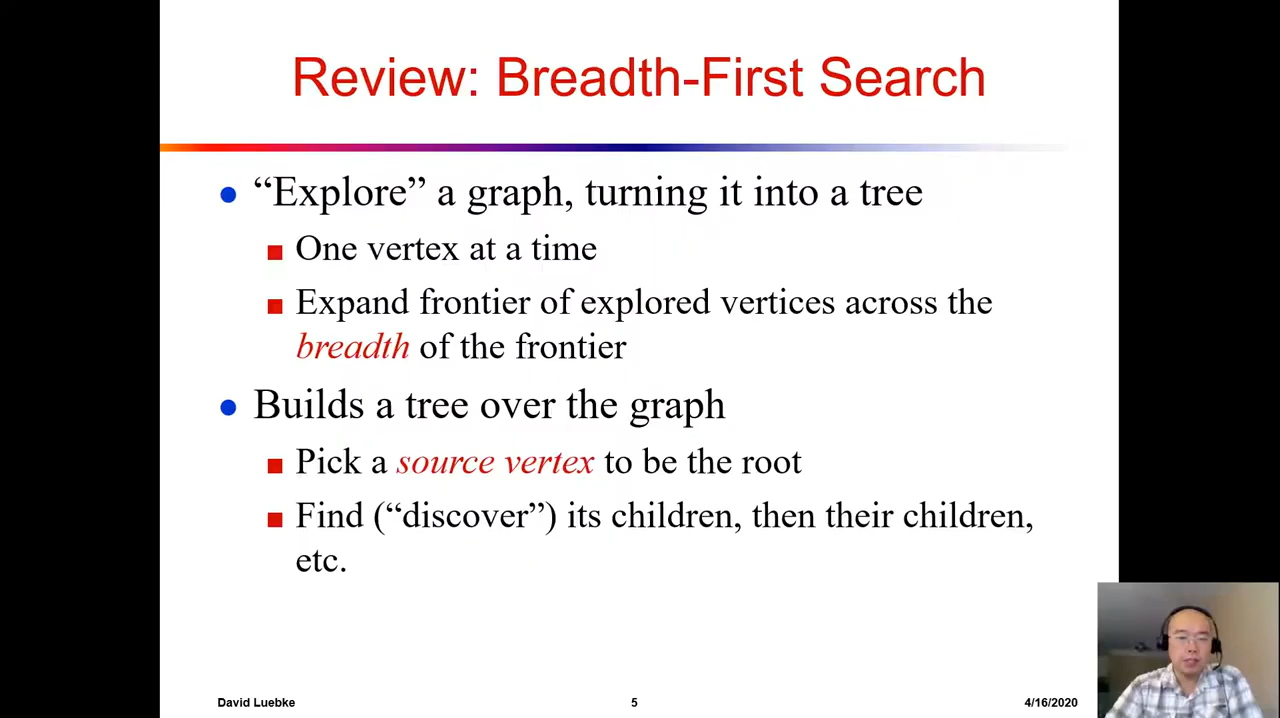 Review: Breadth-First Search
“Explore” a graph, turning it into a tree
One vertex at a time
Expand frontier of explored vertices across the
breadth of the frontier
Builds a tree over the graph
Pick a source vertex to be the root
Find (“discover”) its children, then their children,
etc.
David Luebke
5
4/16/2020